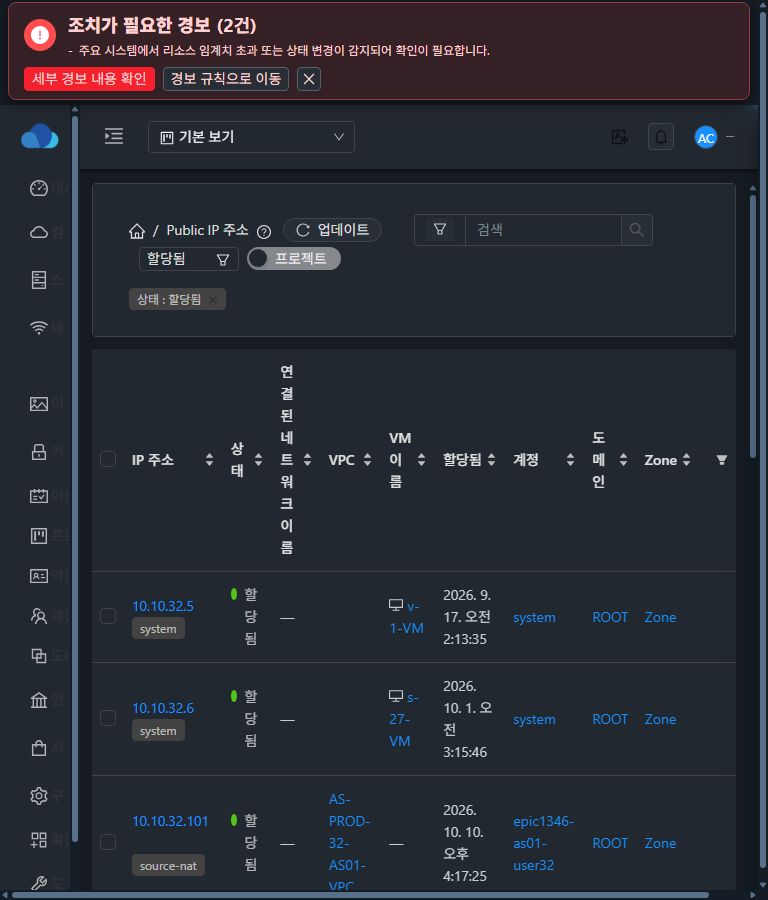 조치가 필요한 경보 (2건)
- 주요 시스템에서 리소스 임계치 초과 또는 상태 변경이 감지되어 확인이 필요합니다.
세부 경보 내용 확인
경보 규칙으로 이동
기본 보기
AC
/ Public IP 주소
업데이트
검색
할당됨
프로젝트
상태 : 할당됨
IP 주소
상
태
연
결
된
네
트
워
크
이
름
VPC
VM
이
름
할당됨
계정
도
메
인
Zone
10.10.32.5
system
할
당
됨
—
v-
1-VM
2026. 9.
17. 오전
2:13:35
system
ROOT
Zone
10.10.32.6
system
할
당
됨
—
s-
27-
VM
2026.
10. 1. 오
전
3:15:46
system
ROOT
Zone
10.10.32.101
source-nat
할
당
됨
—
AS-
PROD-
32-
AS01-
VPC
—
2026.
10. 10.
오후
4:17:25
epic1346-
as01-
user32
ROOT
Zone